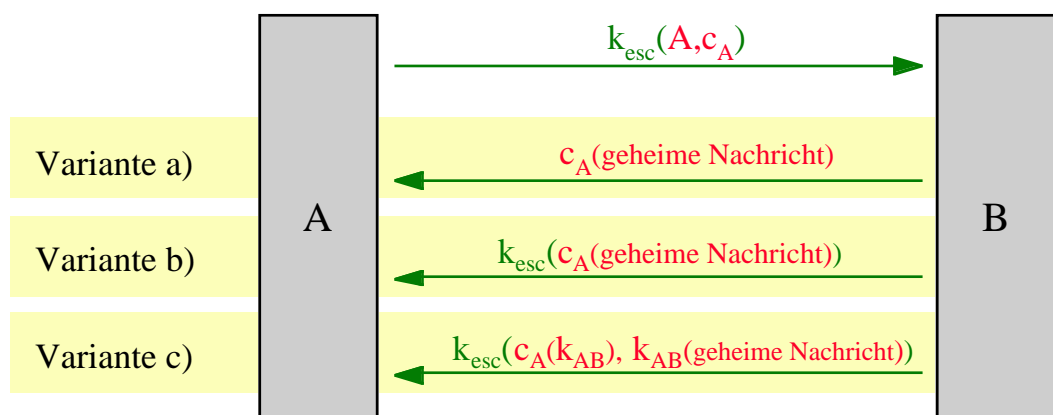 k_esc(A,c_A)
Variante a)
c_A(geheime Nachricht)
A
B
Variante b)
k_esc(c_A(geheime Nachricht))
Variante c)
k_esc(c_A(k_AB), k_AB(geheime Nachricht))